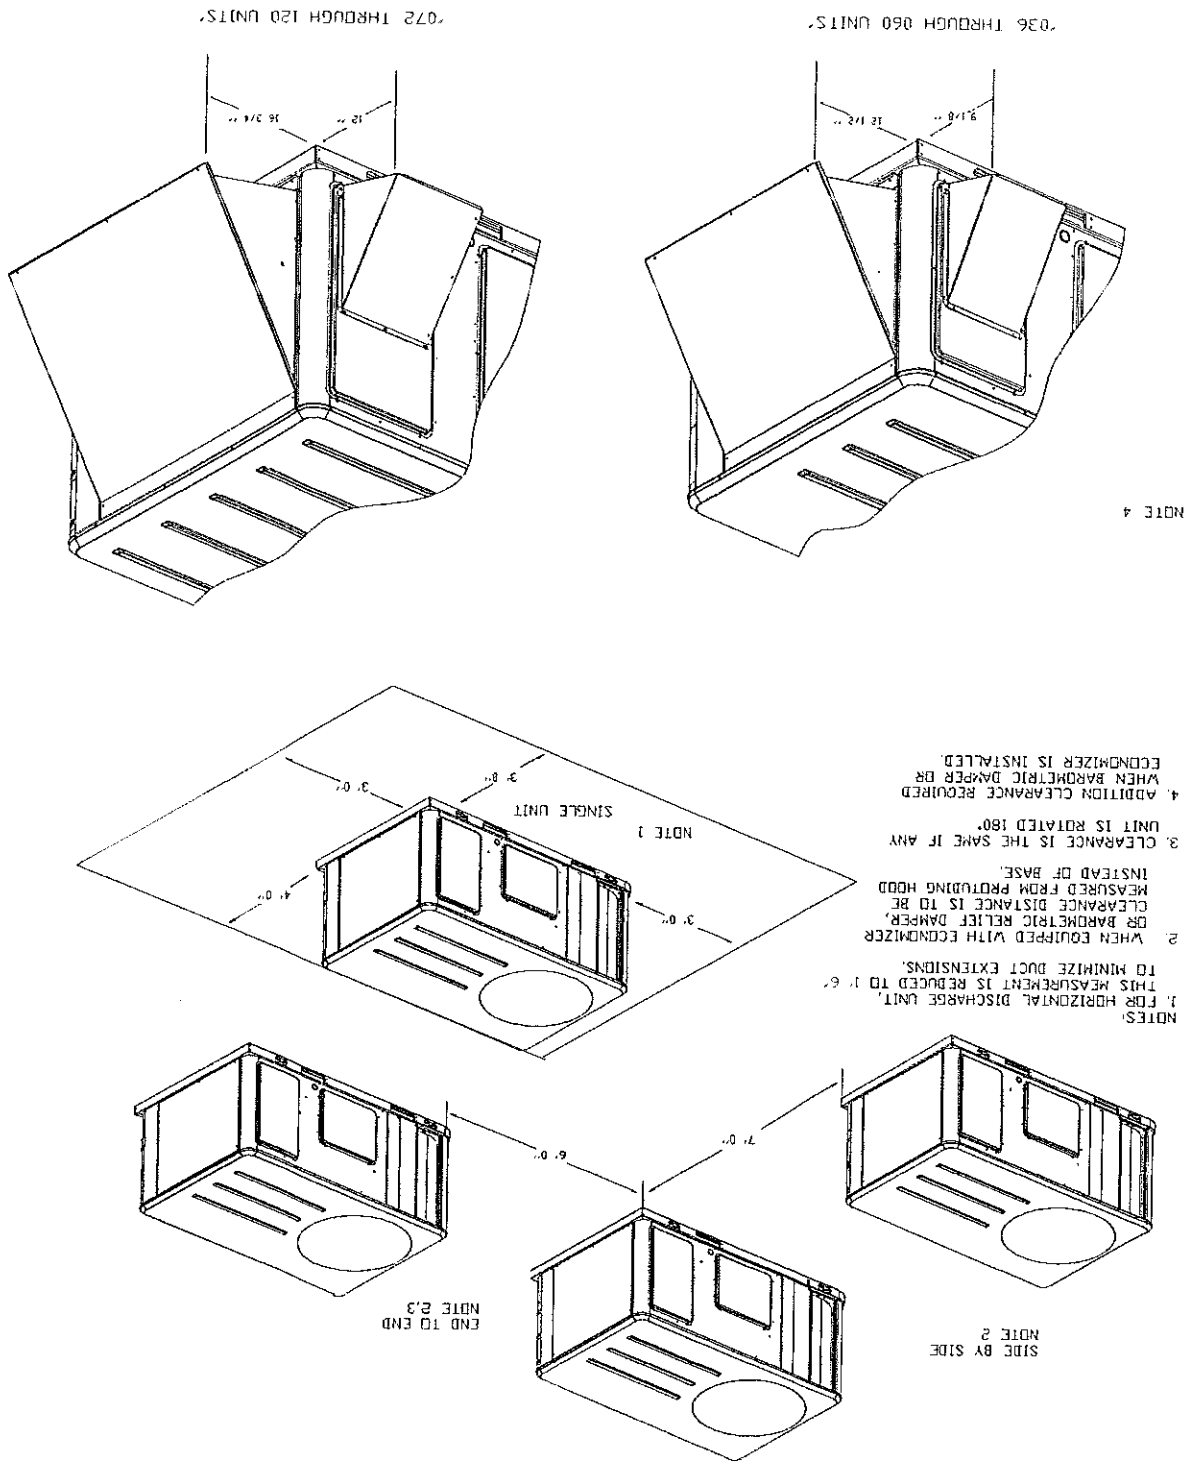 SIDE BY SIDE
NOTE 2
END TO END
NOTE 2,3
7' 0"
6' 0"
NOTES:
1. FOR HORIZONTAL DISCHARGE UNIT,
THIS MEASUREMENT IS REDUCED TO 1' 6"
TO MINIMIZE DUCT EXTENSIONS.
2. WHEN EQUIPPED WITH ECONOMIZER
OR BAROMETRIC RELIEF DAMPER,
CLEARANCE DISTANCE IS TO BE
MEASURED FROM PROTUDING HOOD
INSTEAD OF BASE.
3. CLEARANCE IS THE SAME IF ANY
UNIT IS ROTATED 180°
4. ADDITION CLEARANCE REQUIRED
WHEN BAROMETRIC DAMPER OR
ECONOMIZER IS INSTALLED.
3' 0"
4' 0"
NOTE 1
SINGLE UNIT
3' 8"
3' 0"
NOTE 4
9 1/8 "
12 1/2 "
12 "
16 3/4 "
'036 THROUGH 060 UNITS'
'072 THROUGH 120 UNITS'